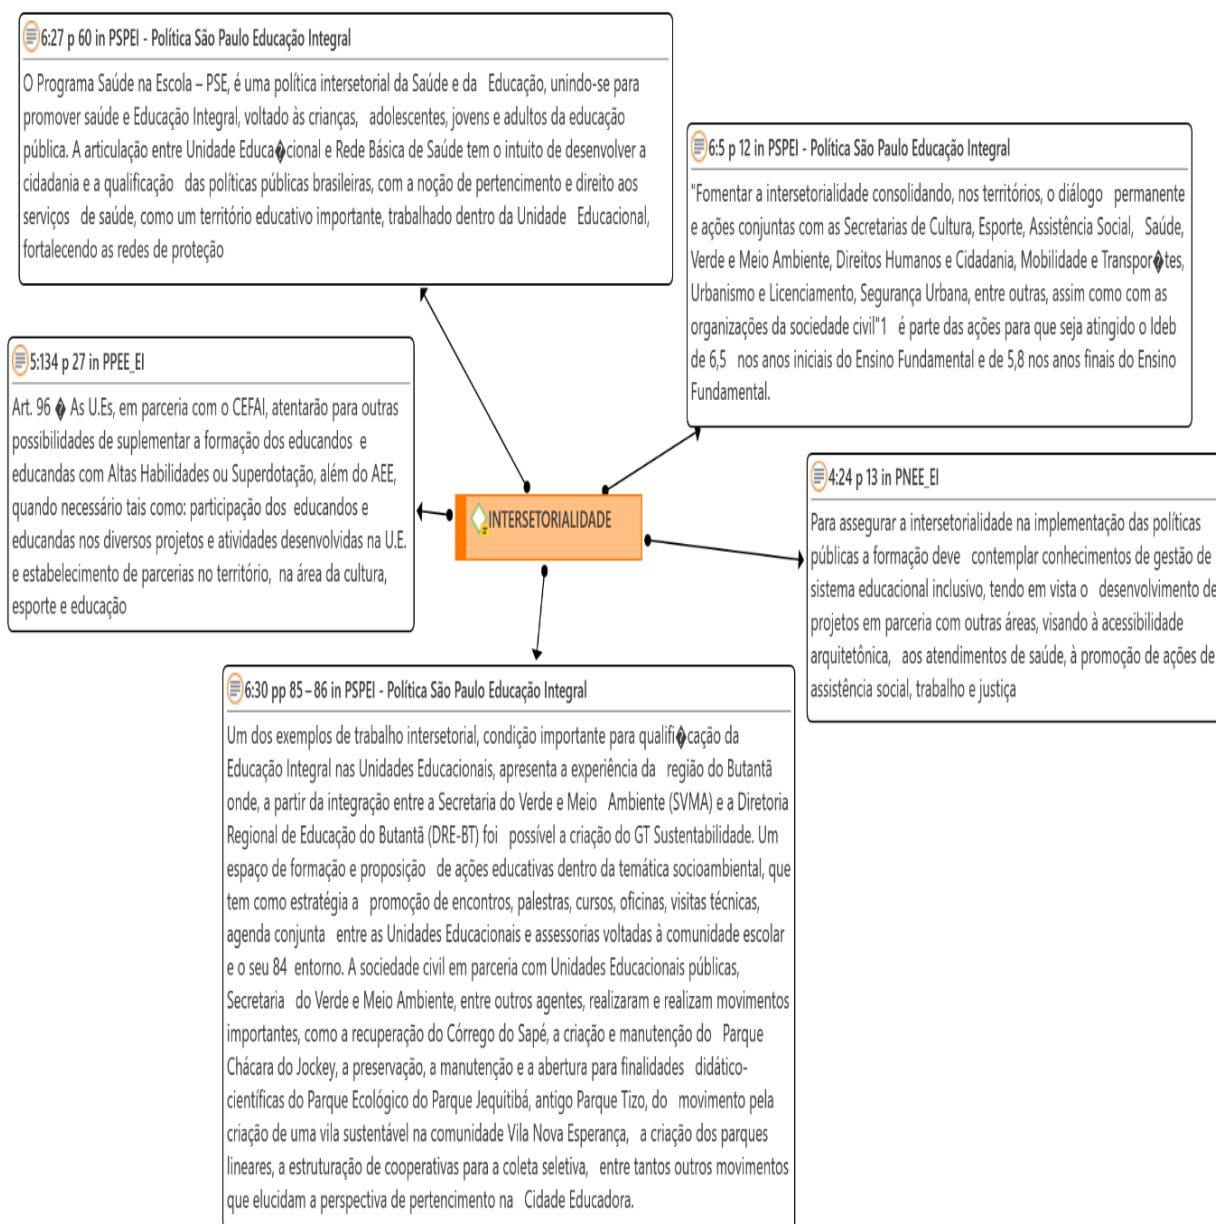 6:27 p 60 in PSPEI - Política São Paulo Educação Integral
O Programa Saúde na Escola – PSE, é uma política intersetorial da Saúde e da Educação, unindo-se para
promover saúde e Educação Integral, voltado às crianças, adolescentes, jovens e adultos da educação
pública. A articulação entre Unidade Educa�cional e Rede Básica de Saúde tem o intuito de desenvolver a
cidadania e a qualificação das políticas públicas brasileiras, com a noção de pertencimento e direito aos
serviços de saúde, como um território educativo importante, trabalhado dentro da Unidade Educacional,
fortalecendo as redes de proteção
6:5 p 12 in PSPEI - Política São Paulo Educação Integral
"Fomentar a intersetorialidade consolidando, nos territórios, o diálogo permanente
e ações conjuntas com as Secretarias de Cultura, Esporte, Assistência Social, Saúde,
Verde e Meio Ambiente, Direitos Humanos e Cidadania, Mobilidade e Transpor�tes,
Urbanismo e Licenciamento, Segurança Urbana, entre outras, assim como com as
organizações da sociedade civil"1 é parte das ações para que seja atingido o Ideb
de 6,5 nos anos iniciais do Ensino Fundamental e de 5,8 nos anos finais do Ensino
Fundamental.
5:134 p 27 in PPEE_EI
Art. 96 � As U.Es, em parceria com o CEFAI, atentarão para outras
possibilidades de suplementar a formação dos educandos e
educandas com Altas Habilidades ou Superdotação, além do AEE,
quando necessário tais como: participação dos educandos e
educandas nos diversos projetos e atividades desenvolvidas na U.E.
e estabelecimento de parcerias no território, na área da cultura,
esporte e educação
INTERSETORIALIDADE
4:24 p 13 in PNEE_EI
Para assegurar a intersetorialidade na implementação das políticas
públicas a formação deve contemplar conhecimentos de gestão de
sistema educacional inclusivo, tendo em vista o desenvolvimento de
projetos em parceria com outras áreas, visando à acessibilidade
arquitetônica, aos atendimentos de saúde, à promoção de ações de
assistência social, trabalho e justiça
6:30 pp 85 – 86 in PSPEI - Política São Paulo Educação Integral
Um dos exemplos de trabalho intersetorial, condição importante para qualifi�cação da
Educação Integral nas Unidades Educacionais, apresenta a experiência da região do Butantã
onde, a partir da integração entre a Secretaria do Verde e Meio Ambiente (SVMA) e a Diretoria
Regional de Educação do Butantã (DRE-BT) foi possível a criação do GT Sustentabilidade. Um
espaço de formação e proposição de ações educativas dentro da temática socioambiental, que
tem como estratégia a promoção de encontros, palestras, cursos, oficinas, visitas técnicas,
agenda conjunta entre as Unidades Educacionais e assessorias voltadas à comunidade escolar
e o seu 84 entorno. A sociedade civil em parceria com Unidades Educacionais públicas,
Secretaria do Verde e Meio Ambiente, entre outros agentes, realizaram e realizam movimentos
importantes, como a recuperação do Córrego do Sapé, a criação e manutenção do Parque
Chácara do Jockey, a preservação, a manutenção e a abertura para finalidades didático-
científicas do Parque Ecológico do Parque Jequitibá, antigo Parque Tizo, do movimento pela
criação de uma vila sustentável na comunidade Vila Nova Esperança, a criação dos parques
lineares, a estruturação de cooperativas para a coleta seletiva, entre tantos outros movimentos
que elucidam a perspectiva de pertencimento na Cidade Educadora.